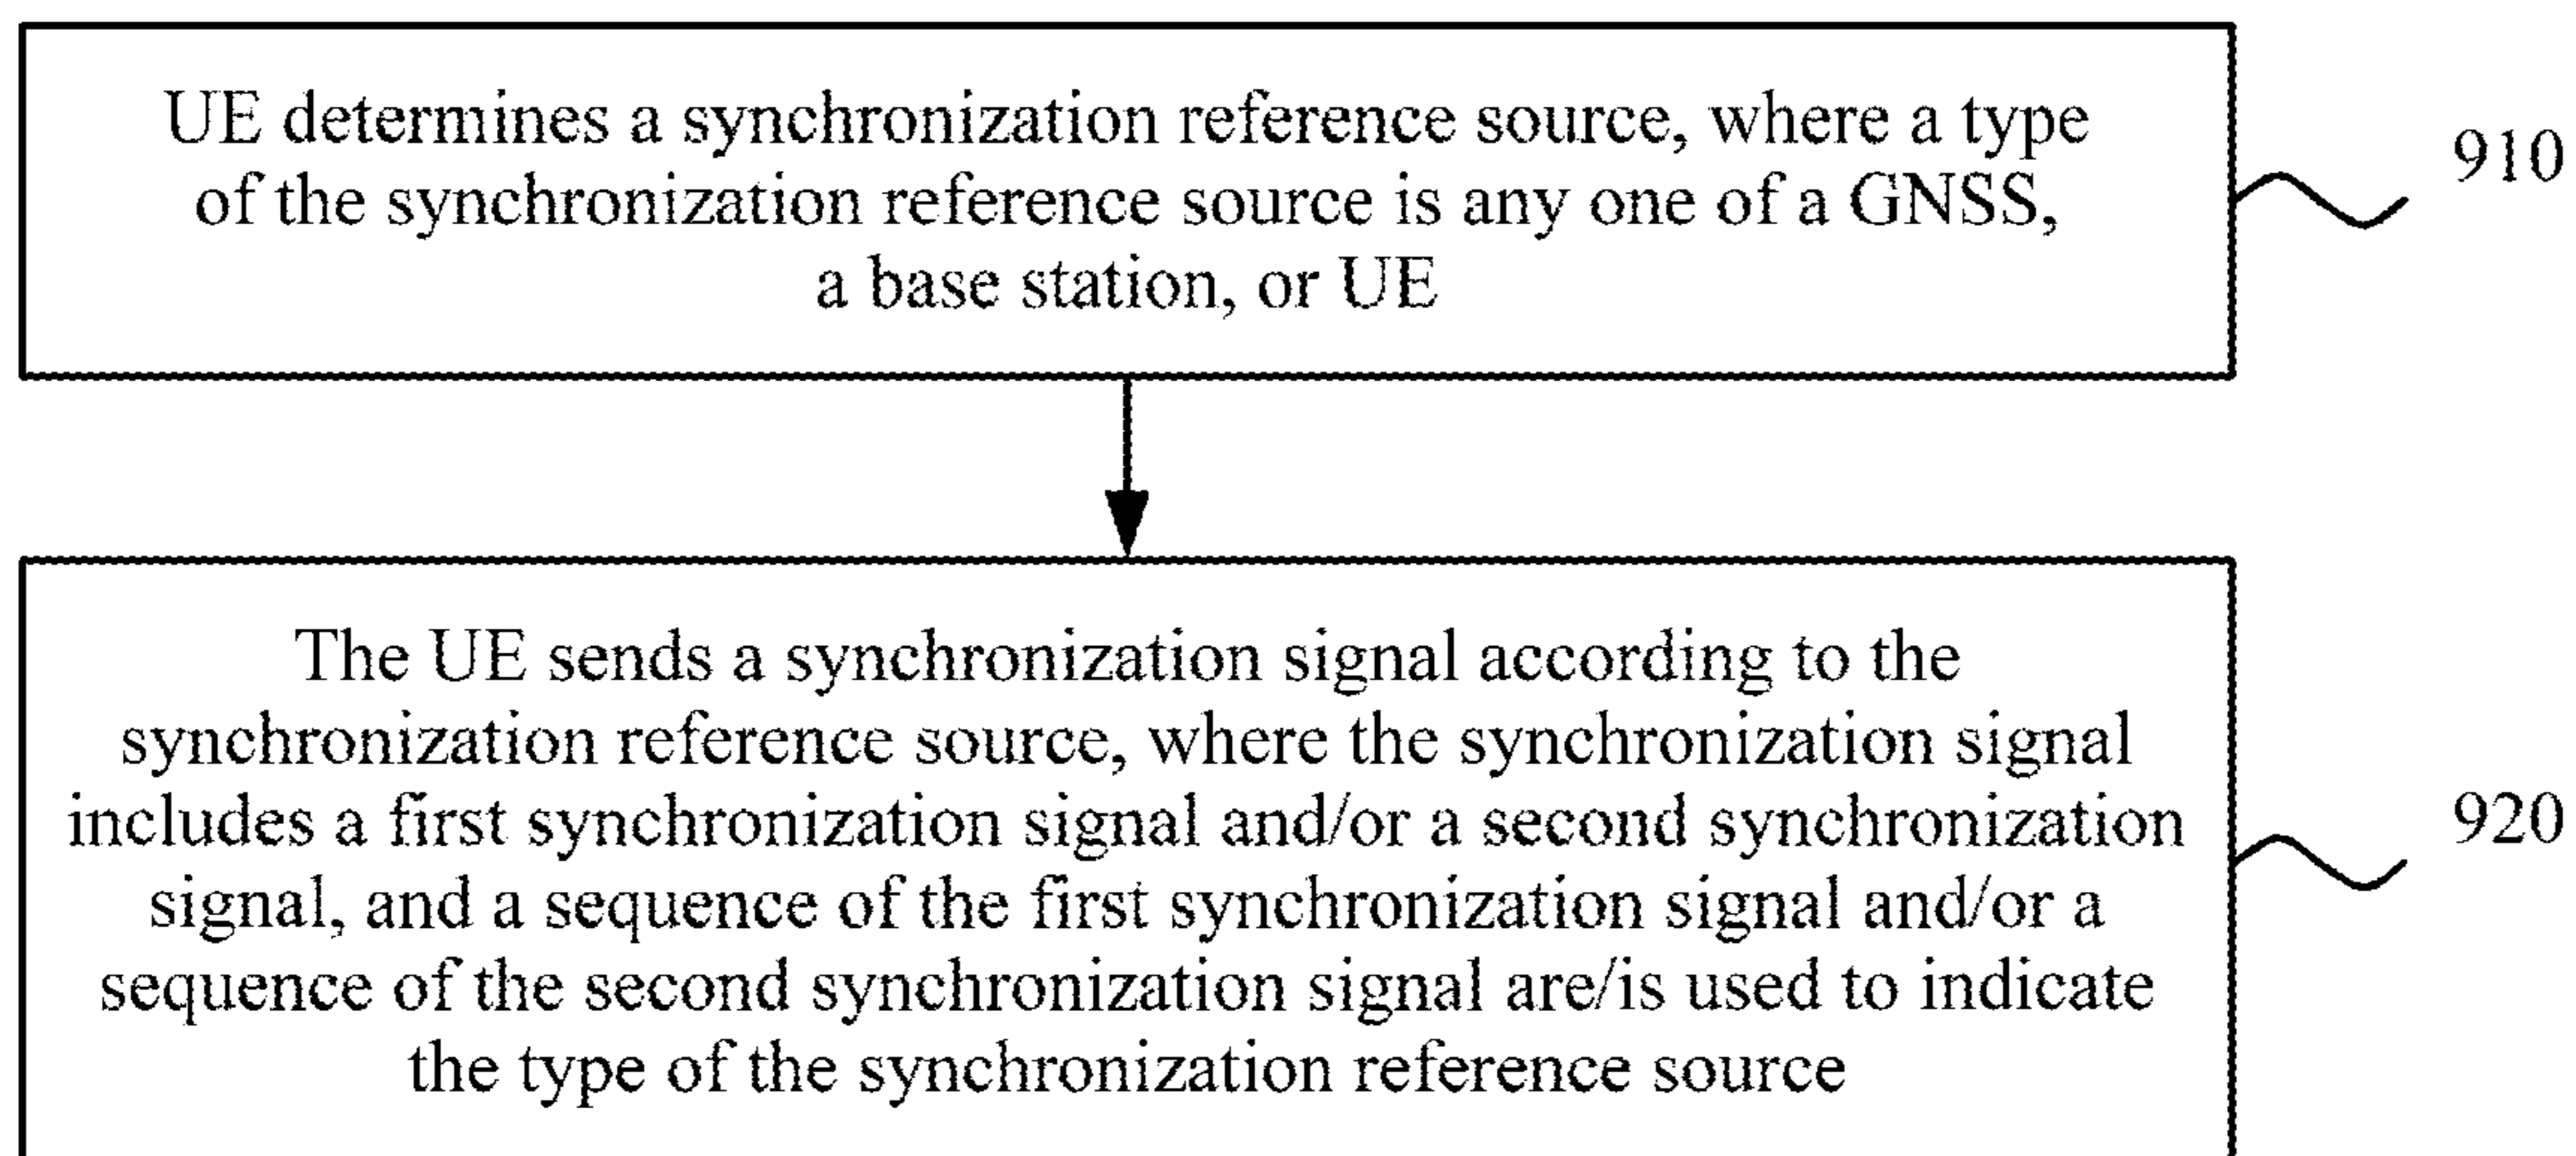 UE determines a synchronization reference source, where a type
of the synchronization reference source is any one of a GNSS,
a base station, or UE
910
The UE sends a synchronization signal according to the
synchronization reference source, where the synchronization signal
includes a first synchronization signal and/or a second synchronization
signal, and a sequence of the first synchronization signal and/or a
sequence of the second synchronization signal are/is used to indicate
the type of the synchronization reference source
920